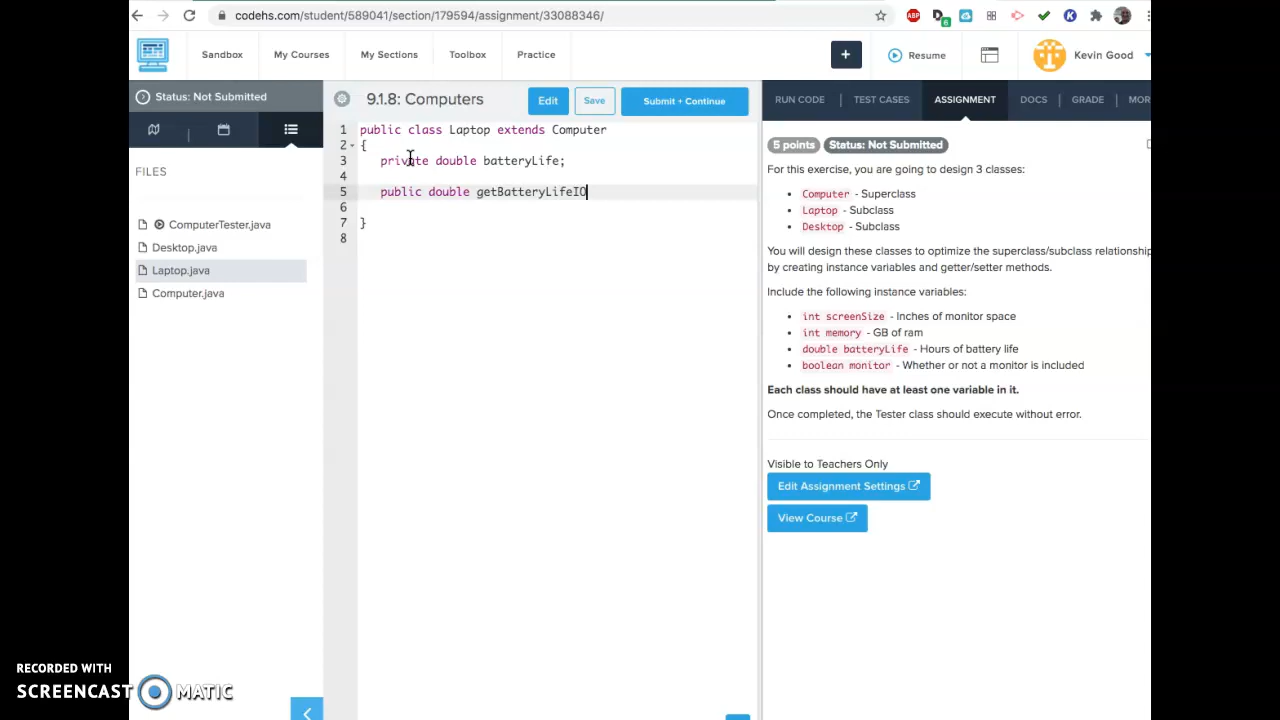 codehs.com/student/589041/section/179594/assignment/33088346/
ABP
6
K
Sandbox
My Courses
My Sections
Toolbox
Practice
+
Resume
Kevin Good
Status: Not Submitted
9.1.8: Computers
Edit
Save
Submit + Continue
RUN CODE
TEST CASES
ASSIGNMENT
DOCS
GRADE
MOR
FILES
ComputerTester.java
Desktop.java
Laptop.java
Computer.java
1 public class Laptop extends Computer
2 {
3 private double batteryLife;
4
5 public double getBatteryLifeIO
6
7 }
8
5 points
Status: Not Submitted
For this exercise, you are going to design 3 classes:
• Computer - Superclass
• Laptop - Subclass
• Desktop - Subclass
You will design these classes to optimize the superclass/subclass relationship
by creating instance variables and getter/setter methods.
Include the following instance variables:
• int screenSize - Inches of monitor space
• int memory - GB of ram
• double batteryLife - Hours of battery life
• boolean monitor - Whether or not a monitor is included
Each class should have at least one variable in it.
Once completed, the Tester class should execute without error.
Visible to Teachers Only
Edit Assignment Settings
View Course
RECORDED WITH
SCREENCAST MATIC